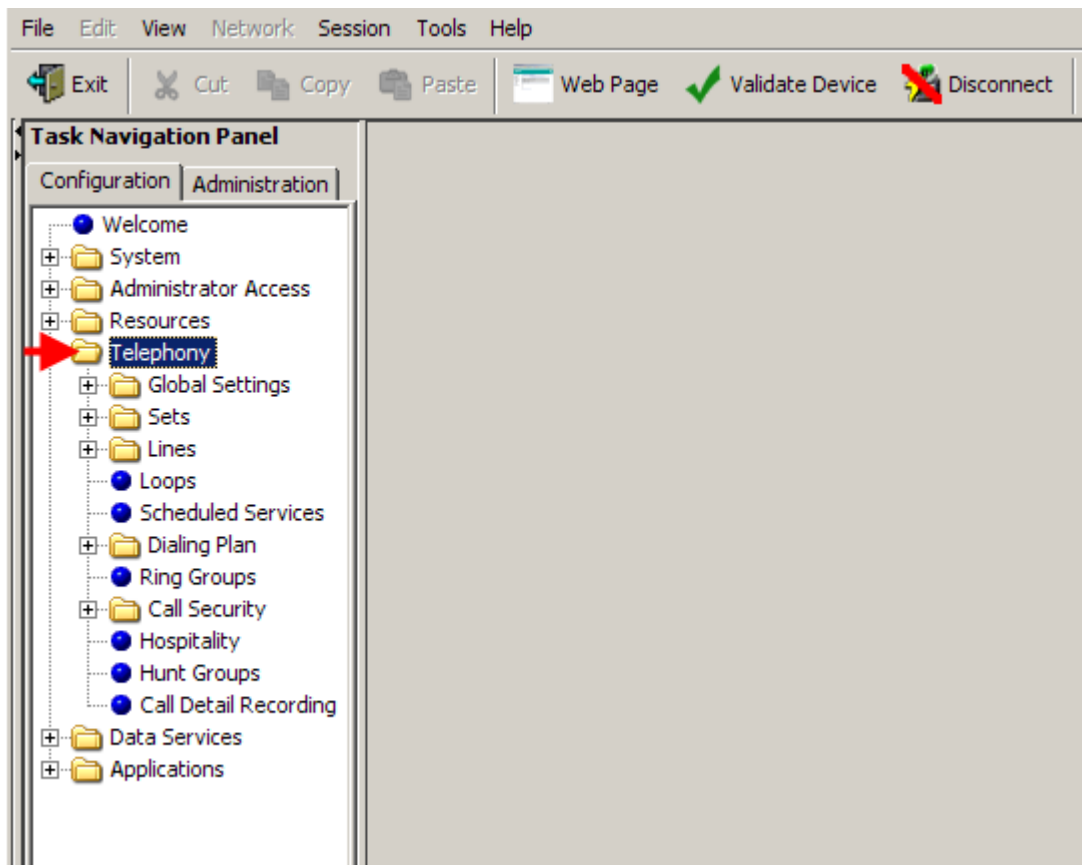 File Edit View Network Session Tools Help
Exit Cut Copy Paste Web Page Validate Device Disconnect
Task Navigation Panel
Configuration Administration
Welcome
System
Administrator Access
Resources
Telephony
Global Settings
Sets
Lines
Loops
Scheduled Services
Dialing Plan
Ring Groups
Call Security
Hospitality
Hunt Groups
Call Detail Recording
Data Services
Applications